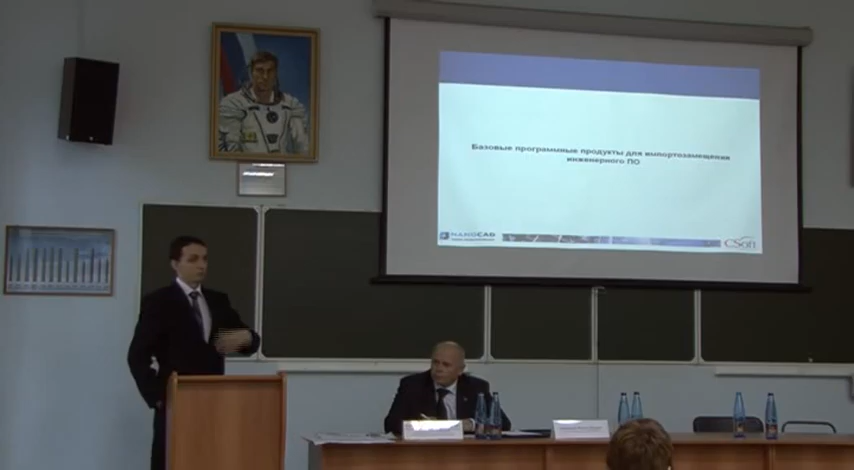 Базовые программные продукты для импортозамещения
инженерного ПО
NANOCAD
CSoft